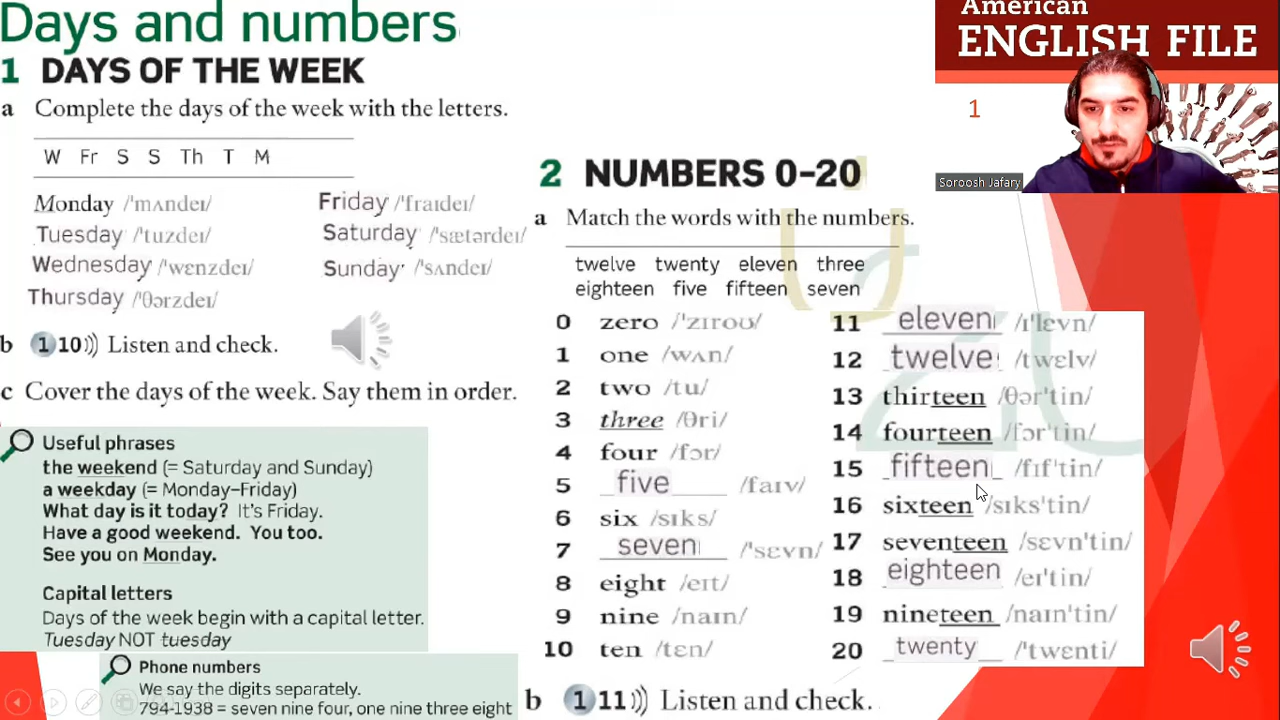 Days and numbers
1 DAYS OF THE WEEK
a Complete the days of the week with the letters.
W Fr S S Th T M
Monday /ˈmʌndeɪ/
Tuesday /ˈtuzdeɪ/
Wednesday /ˈwɛnzdeɪ/
Thursday /ˈθərzdeɪ/
Friday /ˈfraɪdeɪ/
Saturday /ˈsætərdeɪ/
Sunday /ˈsʌndeɪ/
b 1 10)) Listen and check.
c Cover the days of the week. Say them in order.
Useful phrases
the weekend (= Saturday and Sunday)
a weekday (= Monday–Friday)
What day is it today? It's Friday.
Have a good weekend. You too.
See you on Monday.
Capital letters
Days of the week begin with a capital letter.
Tuesday NOT tuesday
Phone numbers
We say the digits separately.
794-1938 = seven nine four, one nine three eight
2 NUMBERS 0–20
a Match the words with the numbers.
twelve twenty eleven three
eighteen five fifteen seven
0 zero /ˈzɪroʊ/
1 one /wʌn/
2 two /tu/
3 three /θri/
4 four /fɔr/
5 five /faɪv/
6 six /sɪks/
7 seven /ˈsɛvn/
8 eight /eɪt/
9 nine /naɪn/
10 ten /tɛn/
11 eleven /ɪˈlɛvn/
12 twelve /twɛlv/
13 thirteen /θərˈtin/
14 fourteen /fɔrˈtin/
15 fifteen /fɪfˈtin/
16 sixteen /sɪksˈtin/
17 seventeen /sɛvnˈtin/
18 eighteen /eɪˈtin/
19 nineteen /naɪnˈtin/
20 twenty /ˈtwɛnti/
b 1 11)) Listen and check.
American
ENGLISH FILE
1
Soroosh Jafary